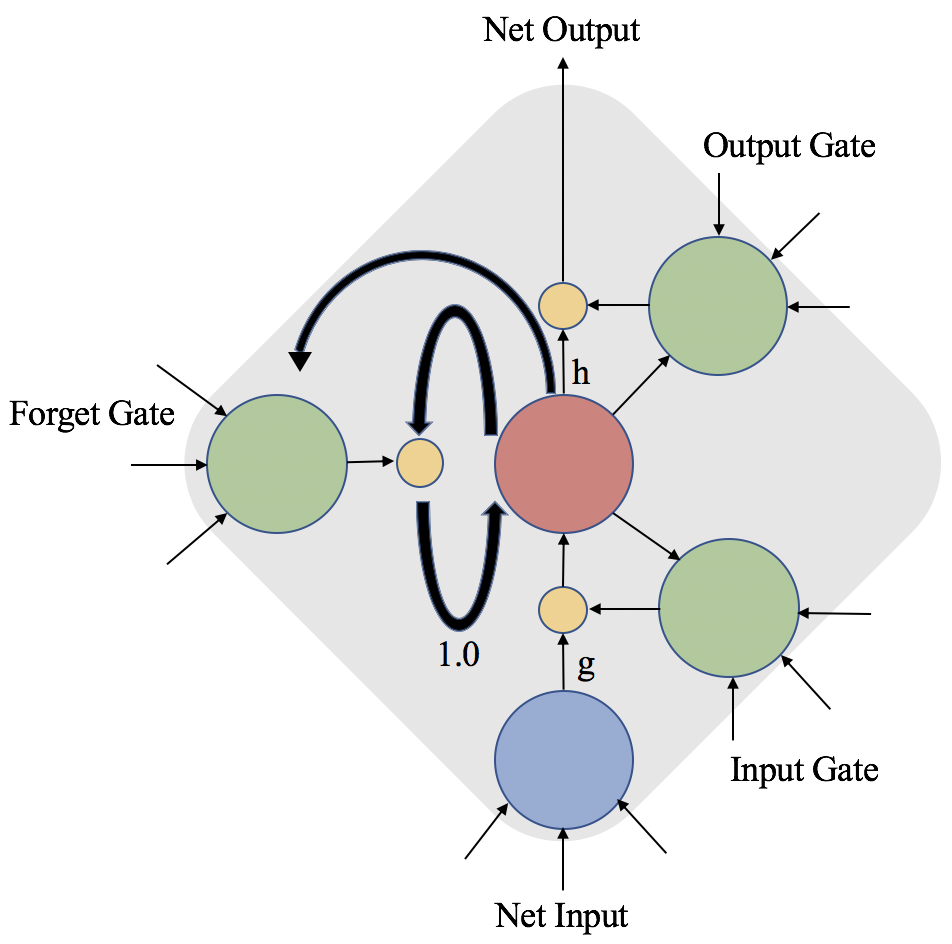 Net Output
Output Gate
h
Forget Gate
1.0
g
Input Gate
Net Input